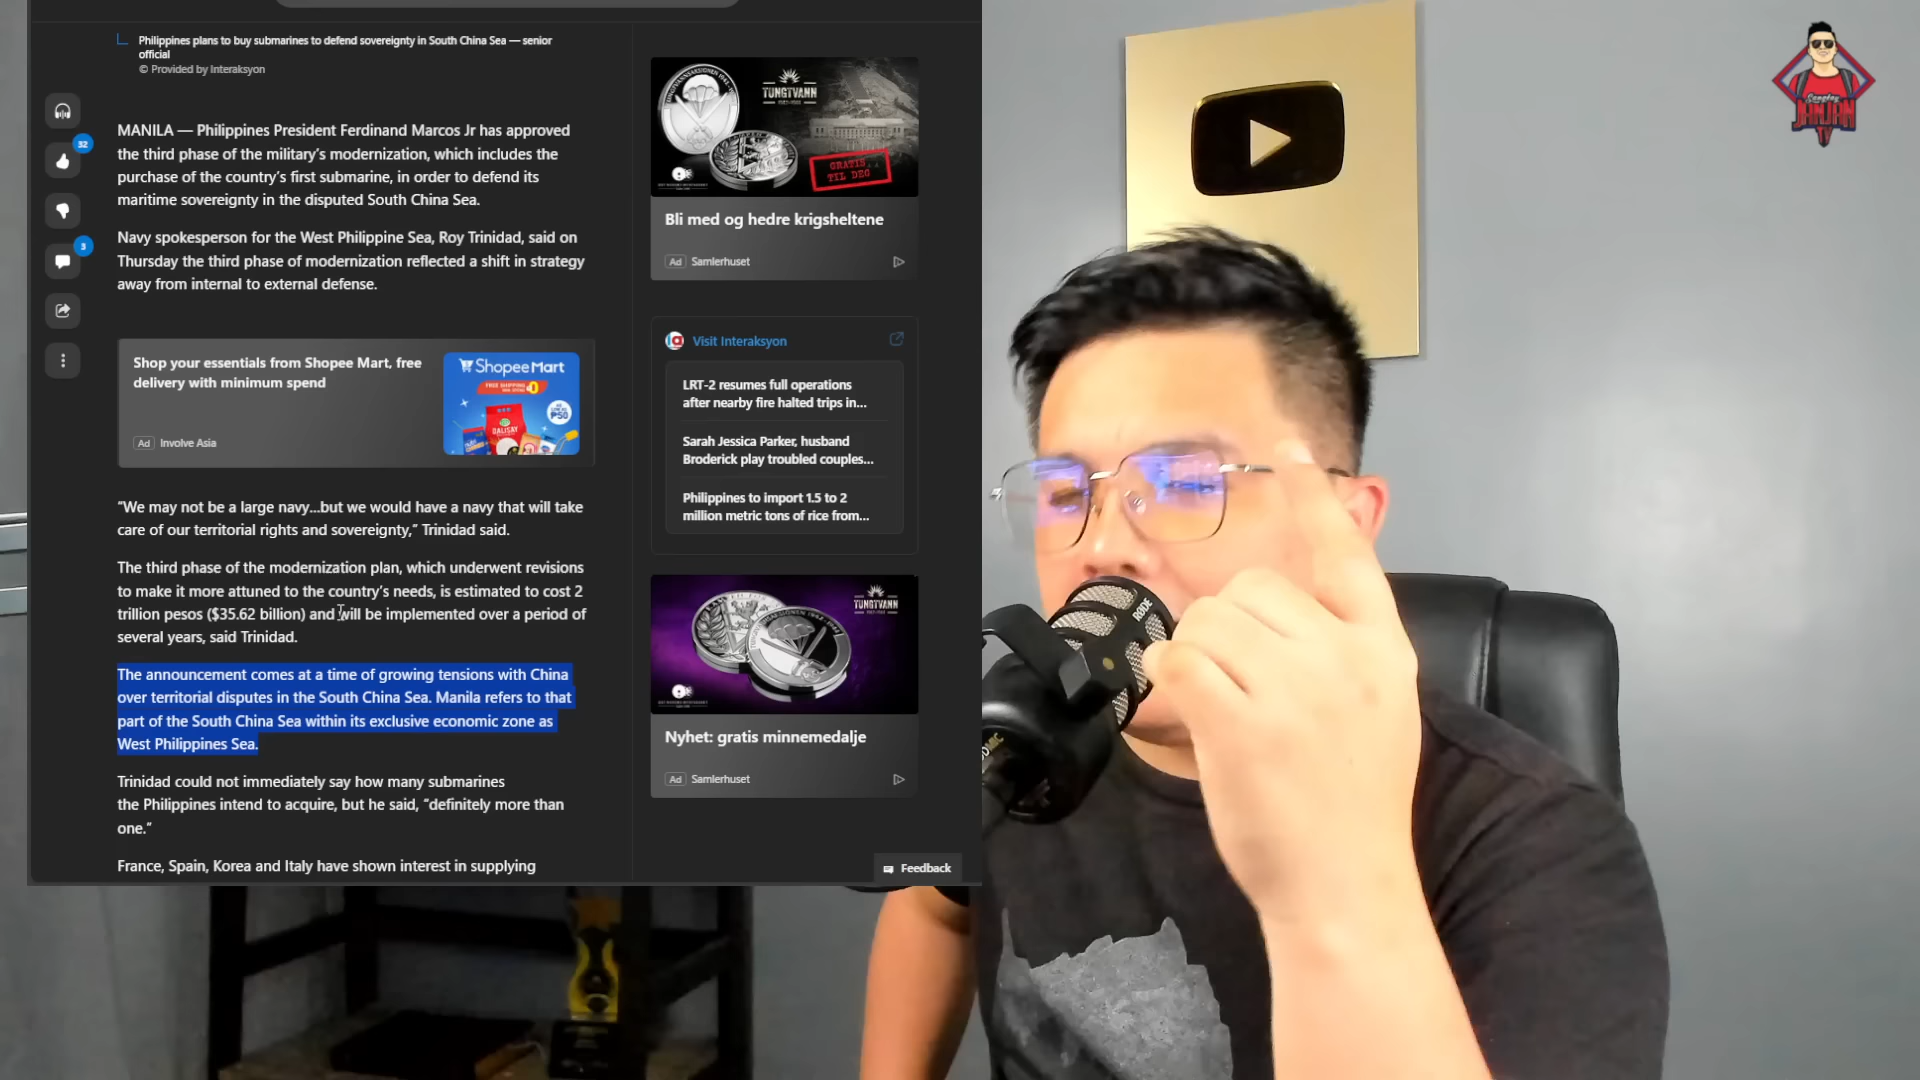 Philippines plans to buy submarines to defend sovereignty in South China Sea — senior
official
© Provided by Interaksyon
32
3
MANILA — Philippines President Ferdinand Marcos Jr has approved
the third phase of the military's modernization, which includes the
purchase of the country's first submarine, in order to defend its
maritime sovereignty in the disputed South China Sea.
Navy spokesperson for the West Philippine Sea, Roy Trinidad, said on
Thursday the third phase of modernization reflected a shift in strategy
away from internal to external defense.
Shop your essentials from Shopee Mart, free
delivery with minimum spend
Ad Involve Asia
ShopeeMart
FREE SHIPPING
₱50
"We may not be a large navy...but we would have a navy that will take
care of our territorial rights and sovereignty," Trinidad said.
The third phase of the modernization plan, which underwent revisions
to make it more attuned to the country's needs, is estimated to cost 2
trillion pesos ($35.62 billion) and will be implemented over a period of
several years, said Trinidad.
The announcement comes at a time of growing tensions with China
over territorial disputes in the South China Sea. Manila refers to that
part of the South China Sea within its exclusive economic zone as
West Philippines Sea.
Trinidad could not immediately say how many submarines
the Philippines intend to acquire, but he said, "definitely more than
one."
France, Spain, Korea and Italy have shown interest in supplying
TUNGTVANN
GRATIS
TIL DEG
Bli med og hedre krigsheltene
Ad Samlerhuset
Visit Interaksyon
LRT-2 resumes full operations
after nearby fire halted trips in...
Sarah Jessica Parker, husband
Broderick play troubled couples...
Philippines to import 1.5 to 2
million metric tons of rice from...
TUNGTVANN
Nyhet: gratis minnemedalje
Ad Samlerhuset
Feedback
RØDE
JANJAN
TV